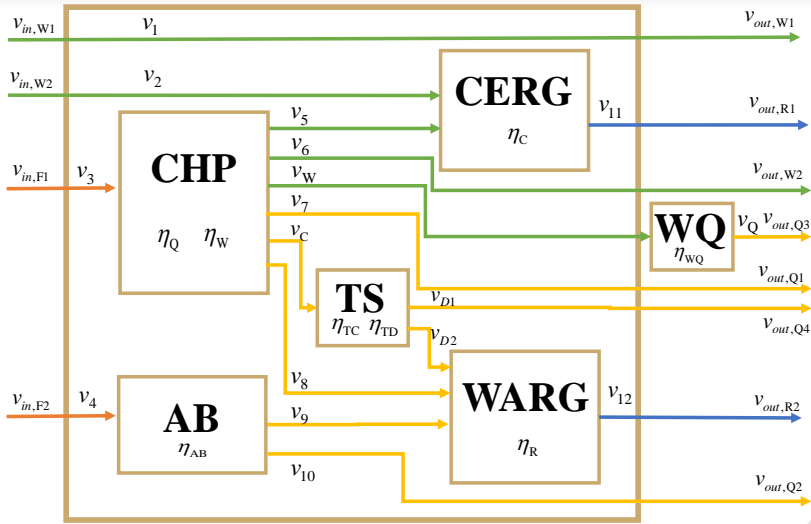 v_in,W1 v_1 v_out,W1
v_in,W2 v_2 CERG v_11 v_out,R1
η_C
v_5
v_6 v_out,W2
CHP v_W
v_in,F1 v_3 v_7
η_Q η_W v_C
WQ v_Q v_out,Q3
η_WQ
v_out,Q1
TS v_D1
η_TC η_TD v_out,Q4
v_D2
v_8
v_in,F2 v_4 AB v_9 WARG v_12 v_out,R2
η_AB η_R
v_10 v_out,Q2